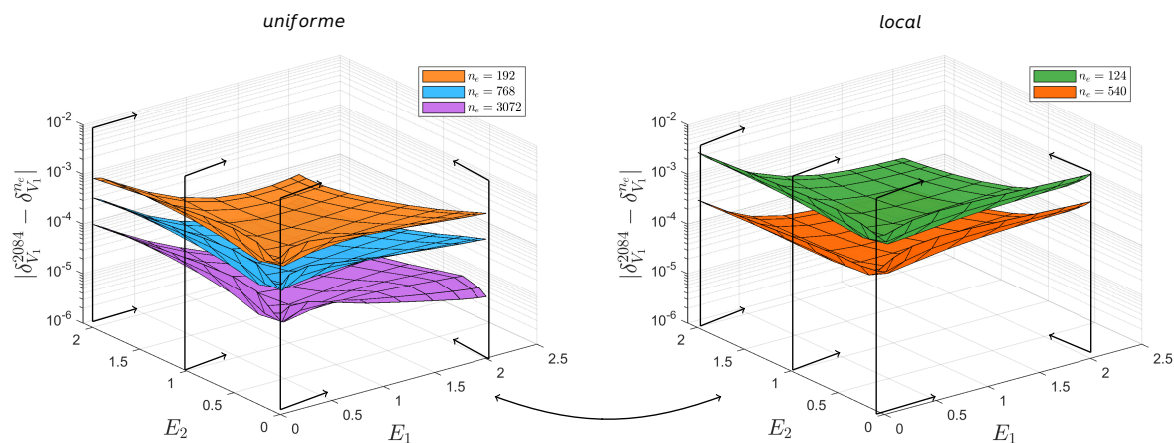 uniforme
n_e = 192
n_e = 768
n_e = 3072
|δ_{V_1}^{2084} − δ_{V_1}^{n_e}|
10^{-2}
10^{-3}
10^{-4}
10^{-5}
10^{-6}
2
1.5
1
0.5
0
E_2
0
0.5
1
1.5
2
2.5
E_1
local
n_e = 124
n_e = 540
|δ_{V_1}^{2084} − δ_{V_1}^{n_e}|
10^{-2}
10^{-3}
10^{-4}
10^{-5}
10^{-6}
2
1.5
1
0.5
0
E_2
0
0.5
1
1.5
2
2.5
E_1